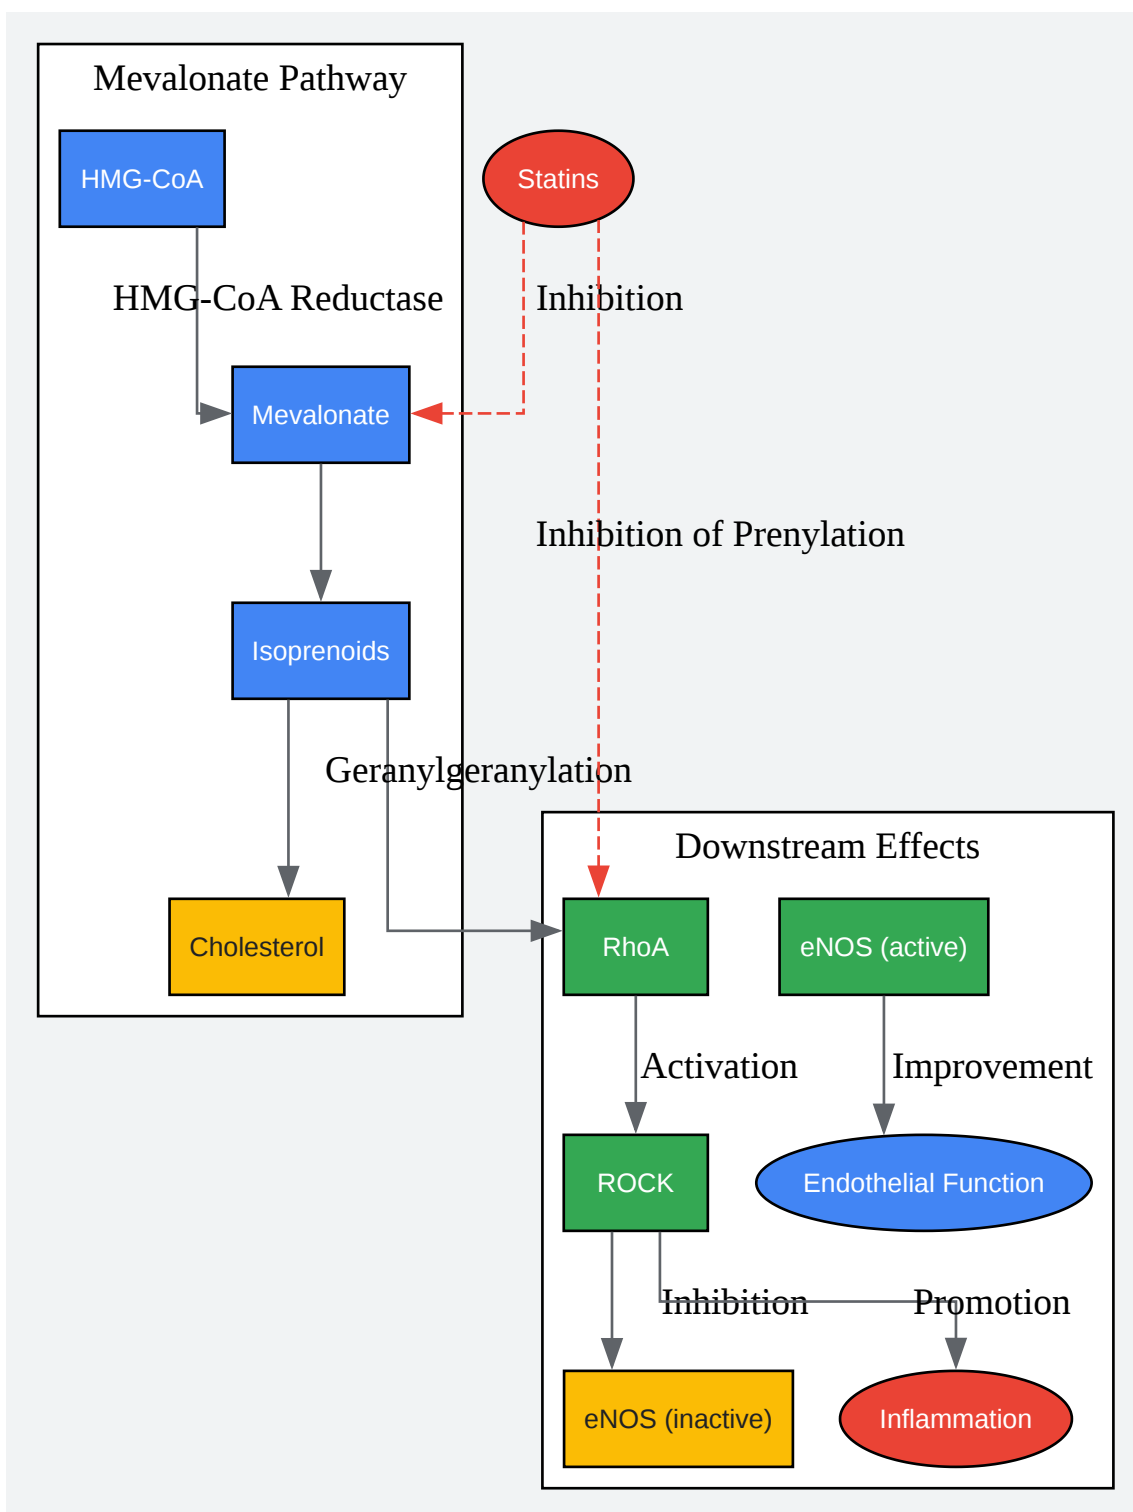 Mevalonate Pathway
HMG-CoA
Statins
HMG-CoA Reductase
Inhibition
Mevalonate
Inhibition of Prenylation
Isoprenoids
Geranylgeranylation
Downstream Effects
Cholesterol
RhoA
eNOS (active)
Activation
Improvement
ROCK
Endothelial Function
Inhibition
Promotion
eNOS (inactive)
Inflammation